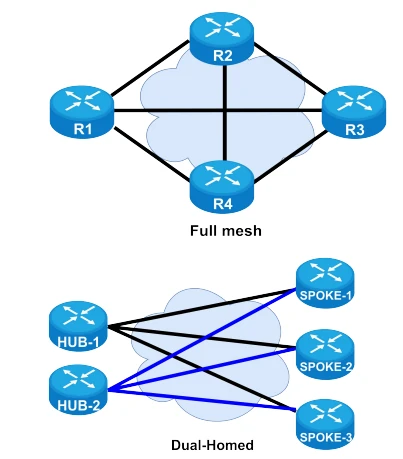 R2
R1
R3
R4
Full mesh
SPOKE-1
HUB-1
SPOKE-2
HUB-2
SPOKE-3
Dual-Homed